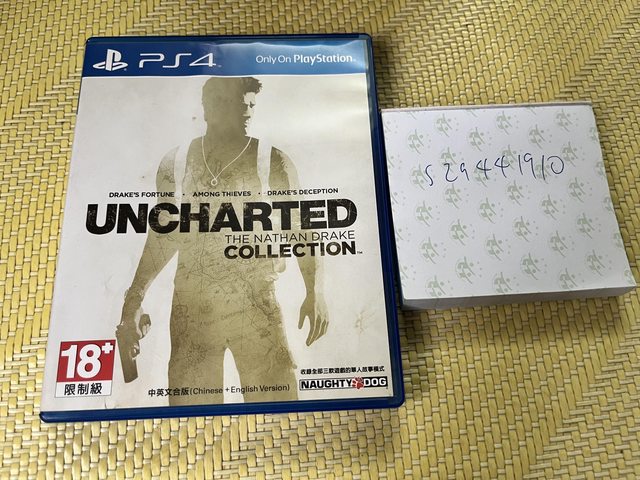 PS4
Only On PlayStation
DRAKE'S FORTUNE • AMONG THIEVES • DRAKE'S DECEPTION
UNCHARTED
THE NATHAN DRAKE
COLLECTION™
18+
限制級
中英文合版(Chinese + English Version)
收錄全部三款遊戲的單人故事模式
NAUGHTY DOG
s29441910